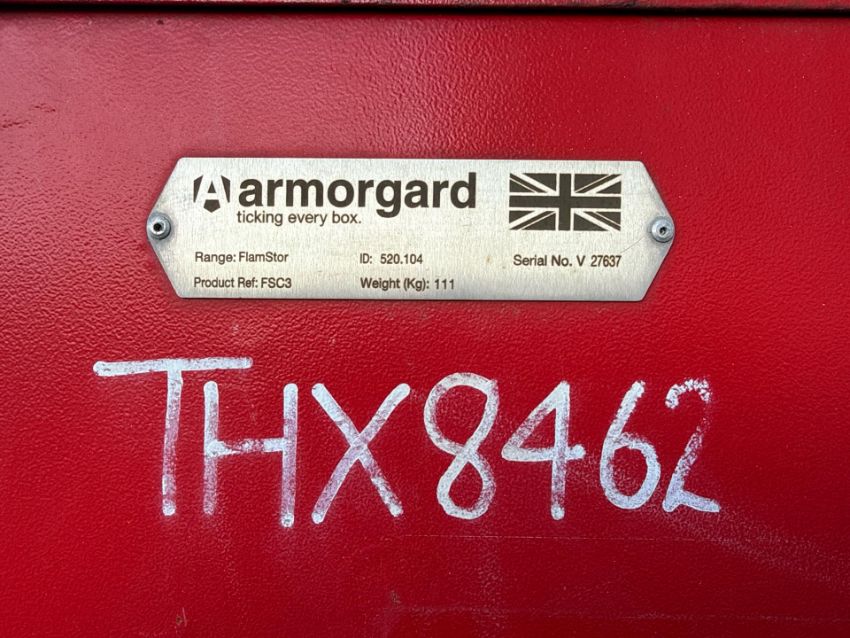 armorgard
ticking every box.
Range: FlamStor ID: 520.104 Serial No. V 27637
Product Ref: FSC3 Weight (Kg): 111
THX8462